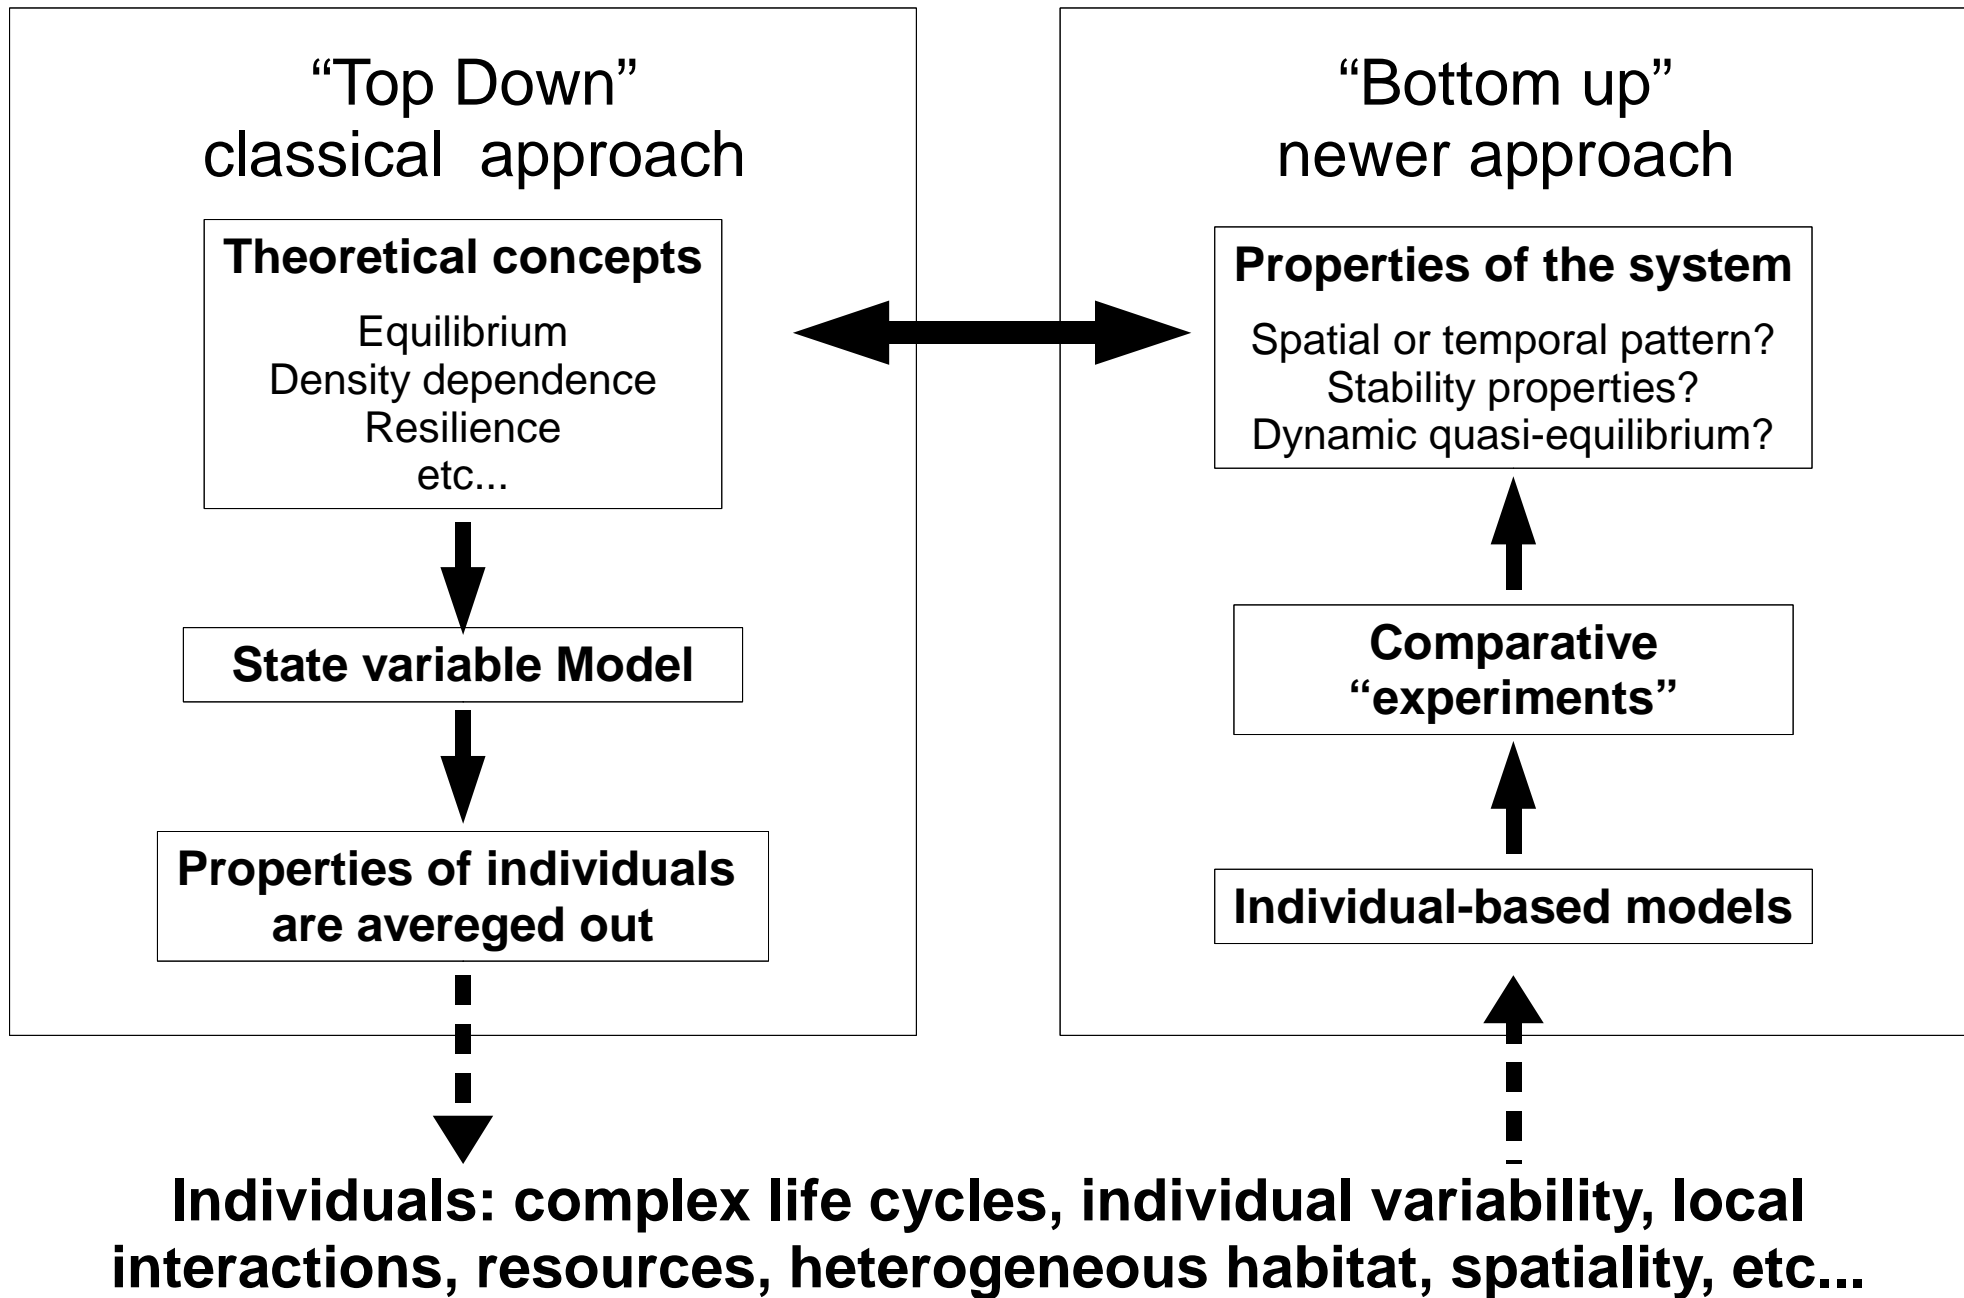 “Top Down”
classical approach
Theoretical concepts
Equilibrium
Density dependence
Resilience
etc...
State variable Model
Properties of individuals
are avereged out
“Bottom up”
newer approach
Properties of the system
Spatial or temporal pattern?
Stability properties?
Dynamic quasi-equilibrium?
Comparative
“experiments”
Individual-based models
Individuals: complex life cycles, individual variability, local
interactions, resources, heterogeneous habitat, spatiality, etc...